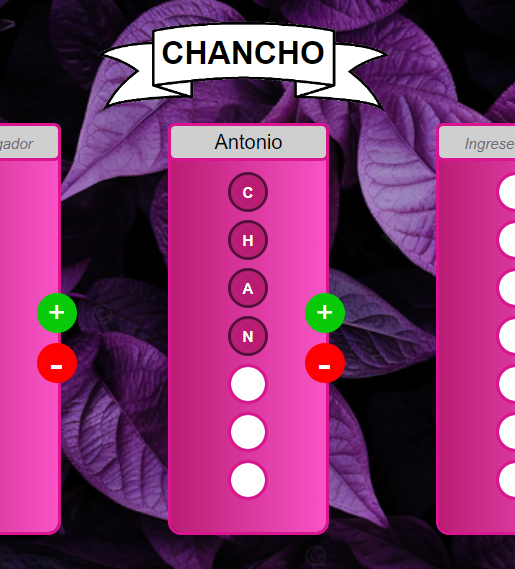 CHANCHO
gador
Antonio
Ingrese
C
H
A
N
+
+
-
-